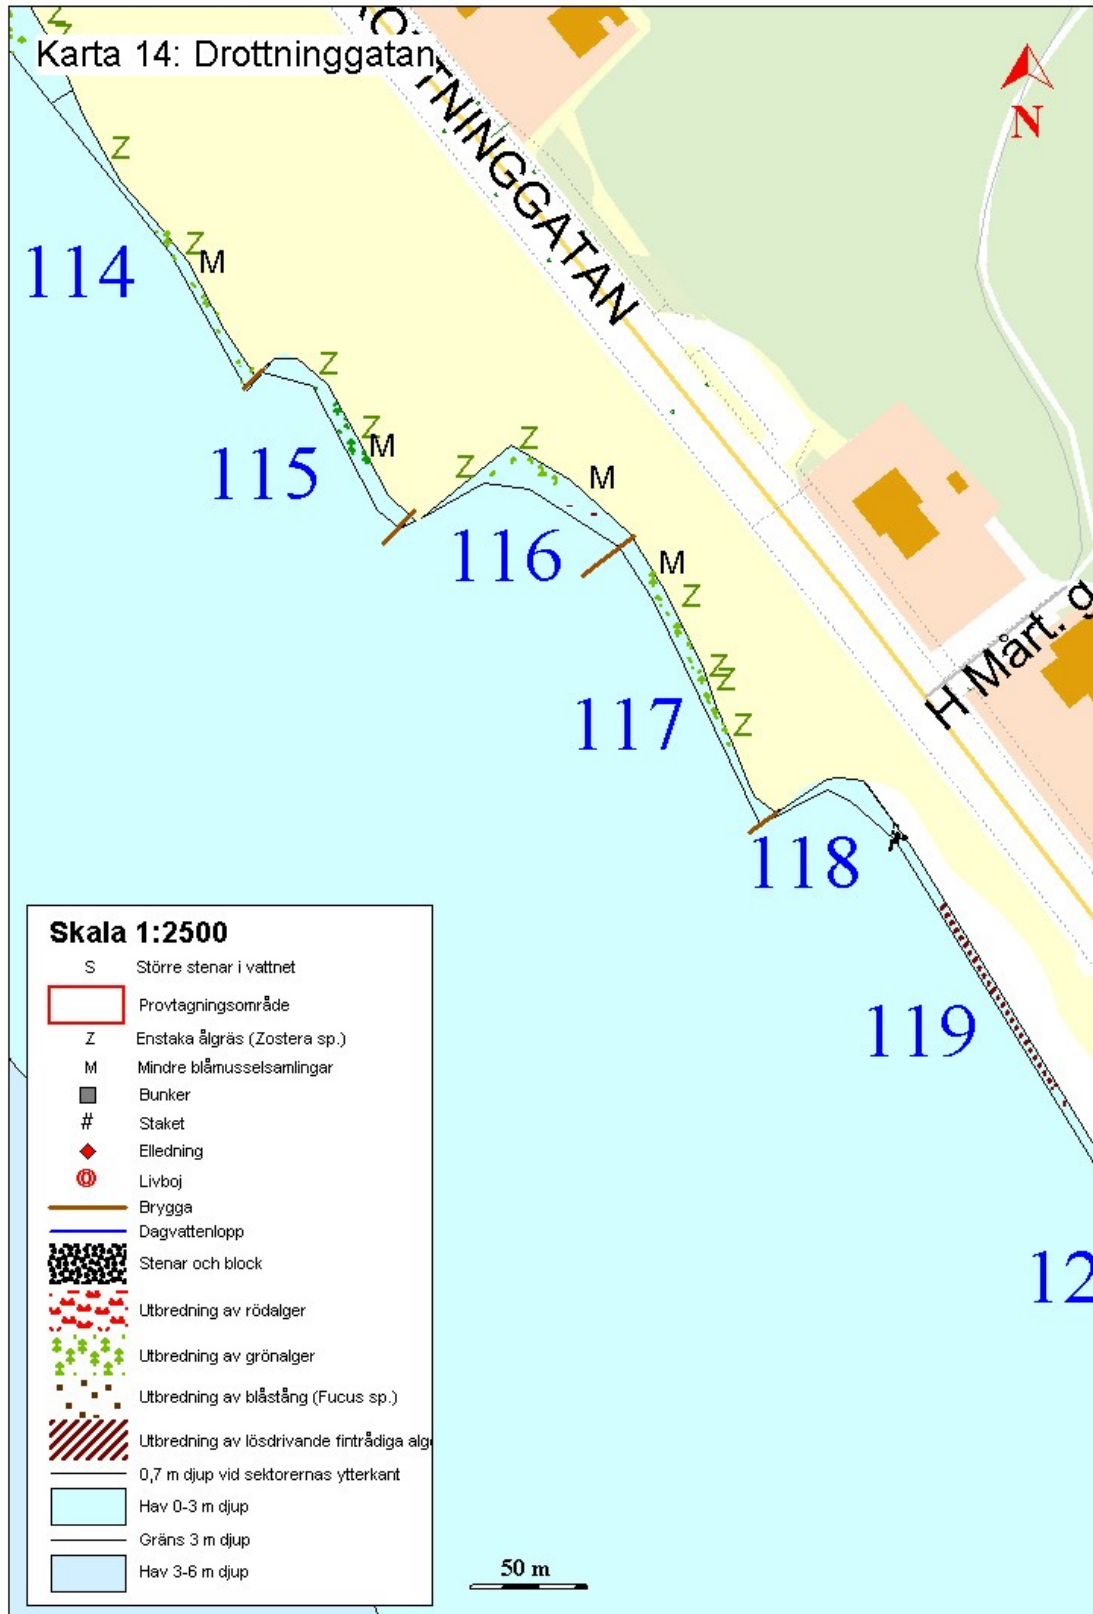 Karta 14: Drottninggatan
OTTNINGGATAN
N
Z
Z
114
Z
M
Z
115
Z
M
Z
Z
M
116
M
Z
117
Z
Z
Z
H Mårt. g
118
119
12
Skala 1:2500
S Större stenar i vattnet
Provtagningsområde
Z Enstaka ålgräs (Zostera sp.)
M Mindre blåmusselsamlingar
Bunker
# Staket
Elledning
Livboj
Brygga
Dagvattenlopp
Stenar och block
Utbredning av rödalger
Utbredning av grönalger
Utbredning av blåstång (Fucus sp.)
Utbredning av lösdrivande fintrådiga alg
0,7 m djup vid sektorernas ytterkant
Hav 0-3 m djup
Gräns 3 m djup
Hav 3-6 m djup
50 m